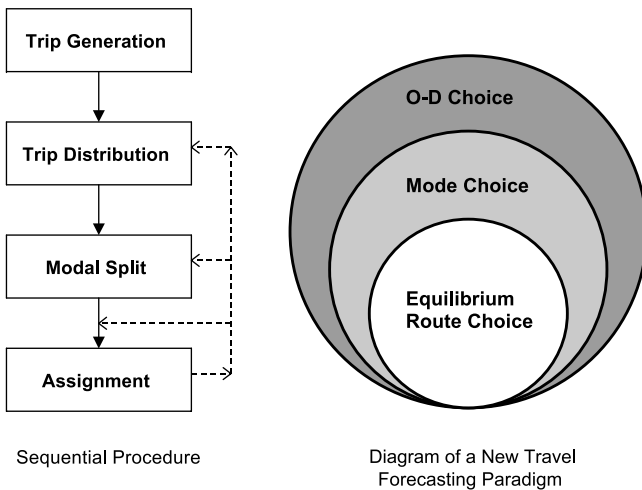 Trip Generation
Trip Distribution
Modal Split
Assignment
Sequential Procedure
O-D Choice
Mode Choice
Equilibrium
Route Choice
Diagram of a New Travel
Forecasting Paradigm